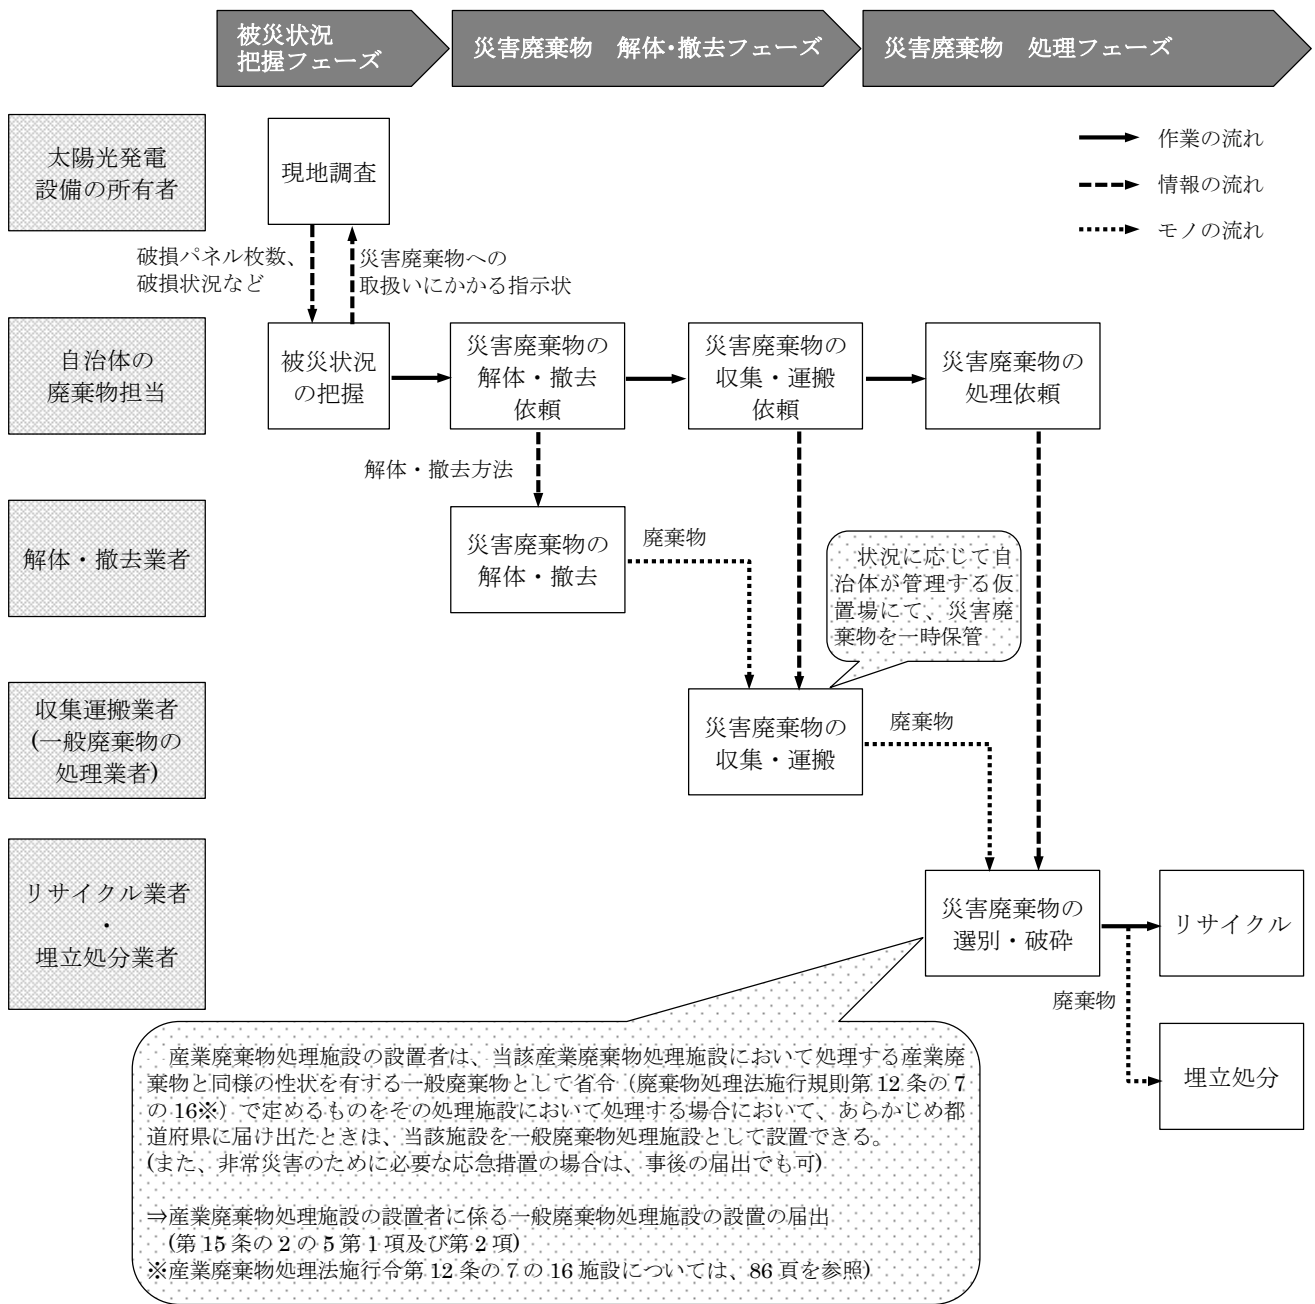 被災状況
把握フェーズ
災害廃棄物　解体・撤去フェーズ
災害廃棄物　処理フェーズ
太陽光発電
設備の所有者
現地調査
作業の流れ
情報の流れ
モノの流れ
破損パネル枚数、
破損状況など
災害廃棄物への
取扱いにかかる指示状
自治体の
廃棄物担当
被災状況
の把握
災害廃棄物の
解体・撤去
依頼
災害廃棄物の
収集・運搬
依頼
災害廃棄物の
処理依頼
解体・撤去方法
解体・撤去業者
災害廃棄物の
解体・撤去
廃棄物
状況に応じて自
治体が管理する仮
置場にて、災害廃
棄物を一時保管
収集運搬業者
(一般廃棄物の
処理業者)
災害廃棄物の
収集・運搬
廃棄物
リサイクル業者
・
埋立処分業者
災害廃棄物の
選別・破砕
リサイクル
廃棄物
埋立処分
産業廃棄物処理施設の設置者は、当該産業廃棄物処理施設において処理する産業廃
棄物と同様の性状を有する一般廃棄物として省令（廃棄物処理法施行規則第 12 条の 7
の 16※）で定めるものをその処理施設において処理する場合において、あらかじめ都
道府県に届け出たときは、当該施設を一般廃棄物処理施設として設置できる。
(また、非常災害のために必要な応急措置の場合は、事後の届出でも可)
⇒産業廃棄物処理施設の設置者に係る一般廃棄物処理施設の設置の届出
(第 15 条の 2 の 5 第 1 項及び第 2 項)
※産業廃棄物処理法施行令第 12 条の 7 の 16 施設については、86 頁を参照)